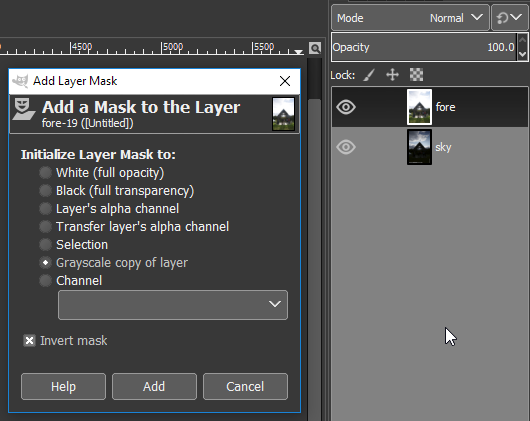 Mode Normal
4500 5000 5500
Opacity 100.0
Lock:
Add Layer Mask
Add a Mask to the Layer
fore-19 ([Untitled])
fore
sky
Initialize Layer Mask to:
White (full opacity)
Black (full transparency)
Layer's alpha channel
Transfer layer's alpha channel
Selection
Grayscale copy of layer
Channel
Invert mask
Help Add Cancel